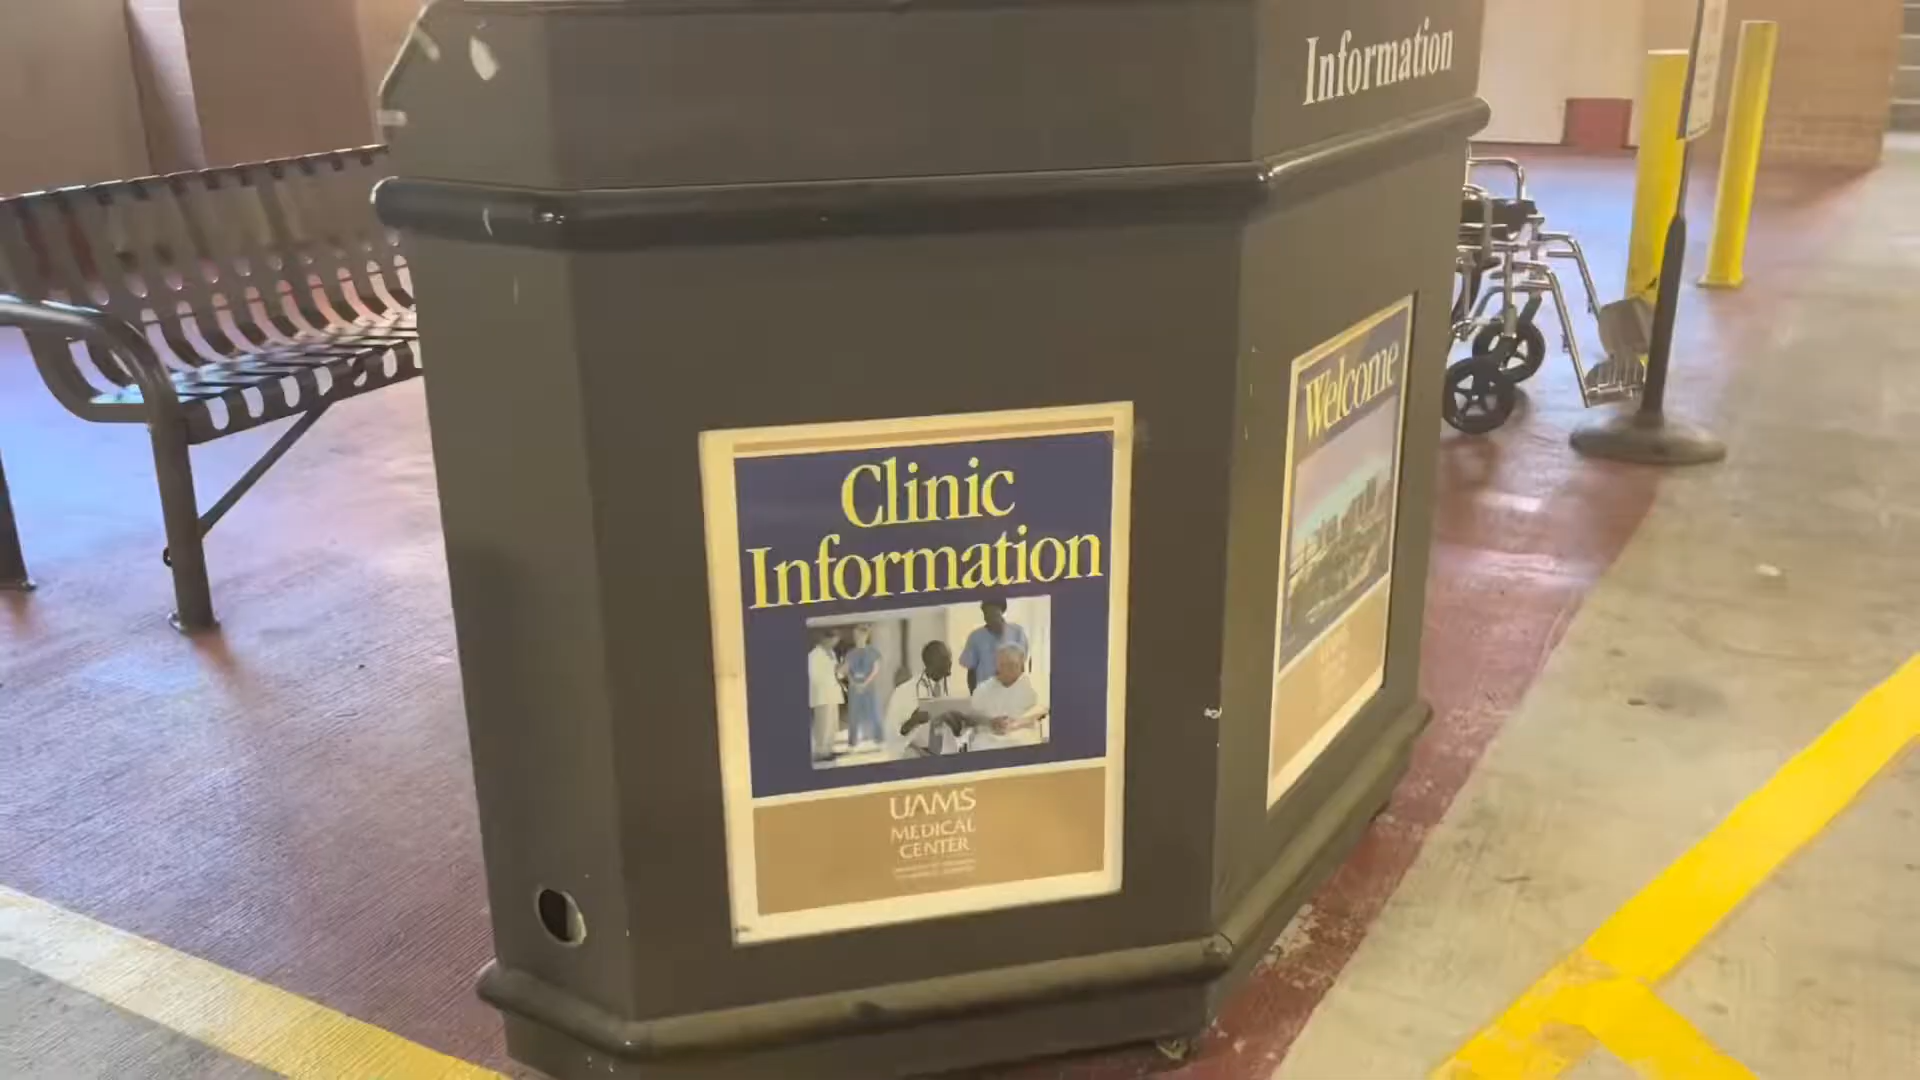 Information
Clinic
Information
UAMS
MEDICAL
CENTER
Welcome